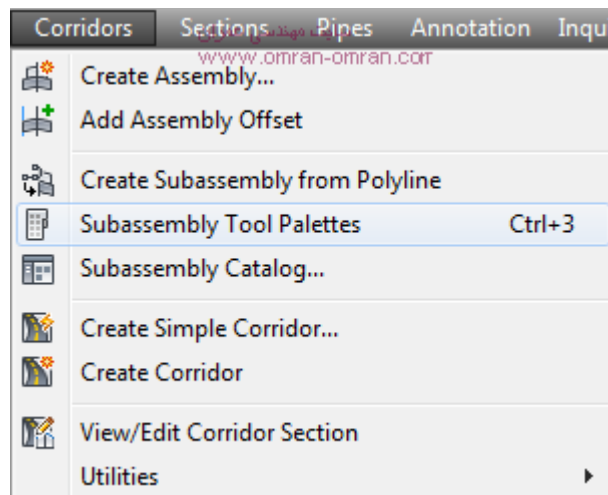 Corridors Sections Pipes Annotation Inqu
www.omran-omran.com
Create Assembly...
Add Assembly Offset
Create Subassembly from Polyline
Subassembly Tool Palettes Ctrl+3
Subassembly Catalog...
Create Simple Corridor...
Create Corridor
View/Edit Corridor Section
Utilities